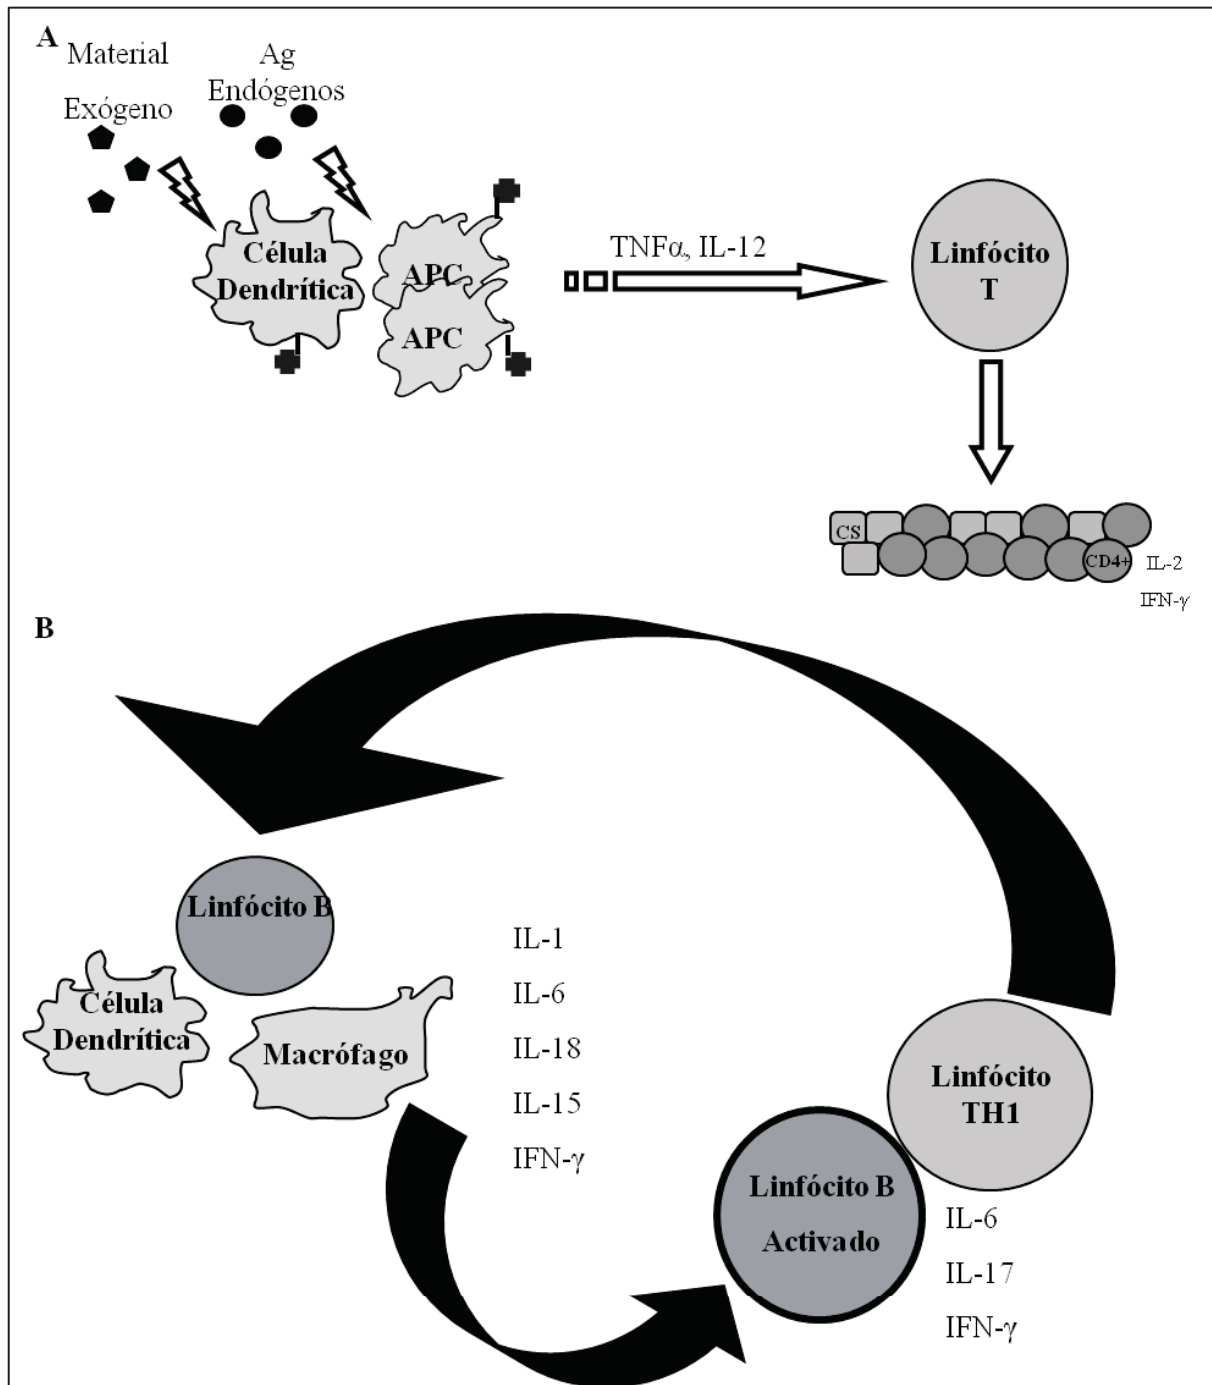 A
Material
Exógeno
Ag
Endógenos
Célula
Dendrítica
APC
APC
TNFα, IL-12
Linfócito
T
CS
CD4+
IL-2
IFN-γ
B
Linfócito B
Célula
Dendrítica
Macrófago
IL-1
IL-6
IL-18
IL-15
IFN-γ
Linfócito
TH1
Linfócito B
Activado
IL-6
IL-17
IFN-γ